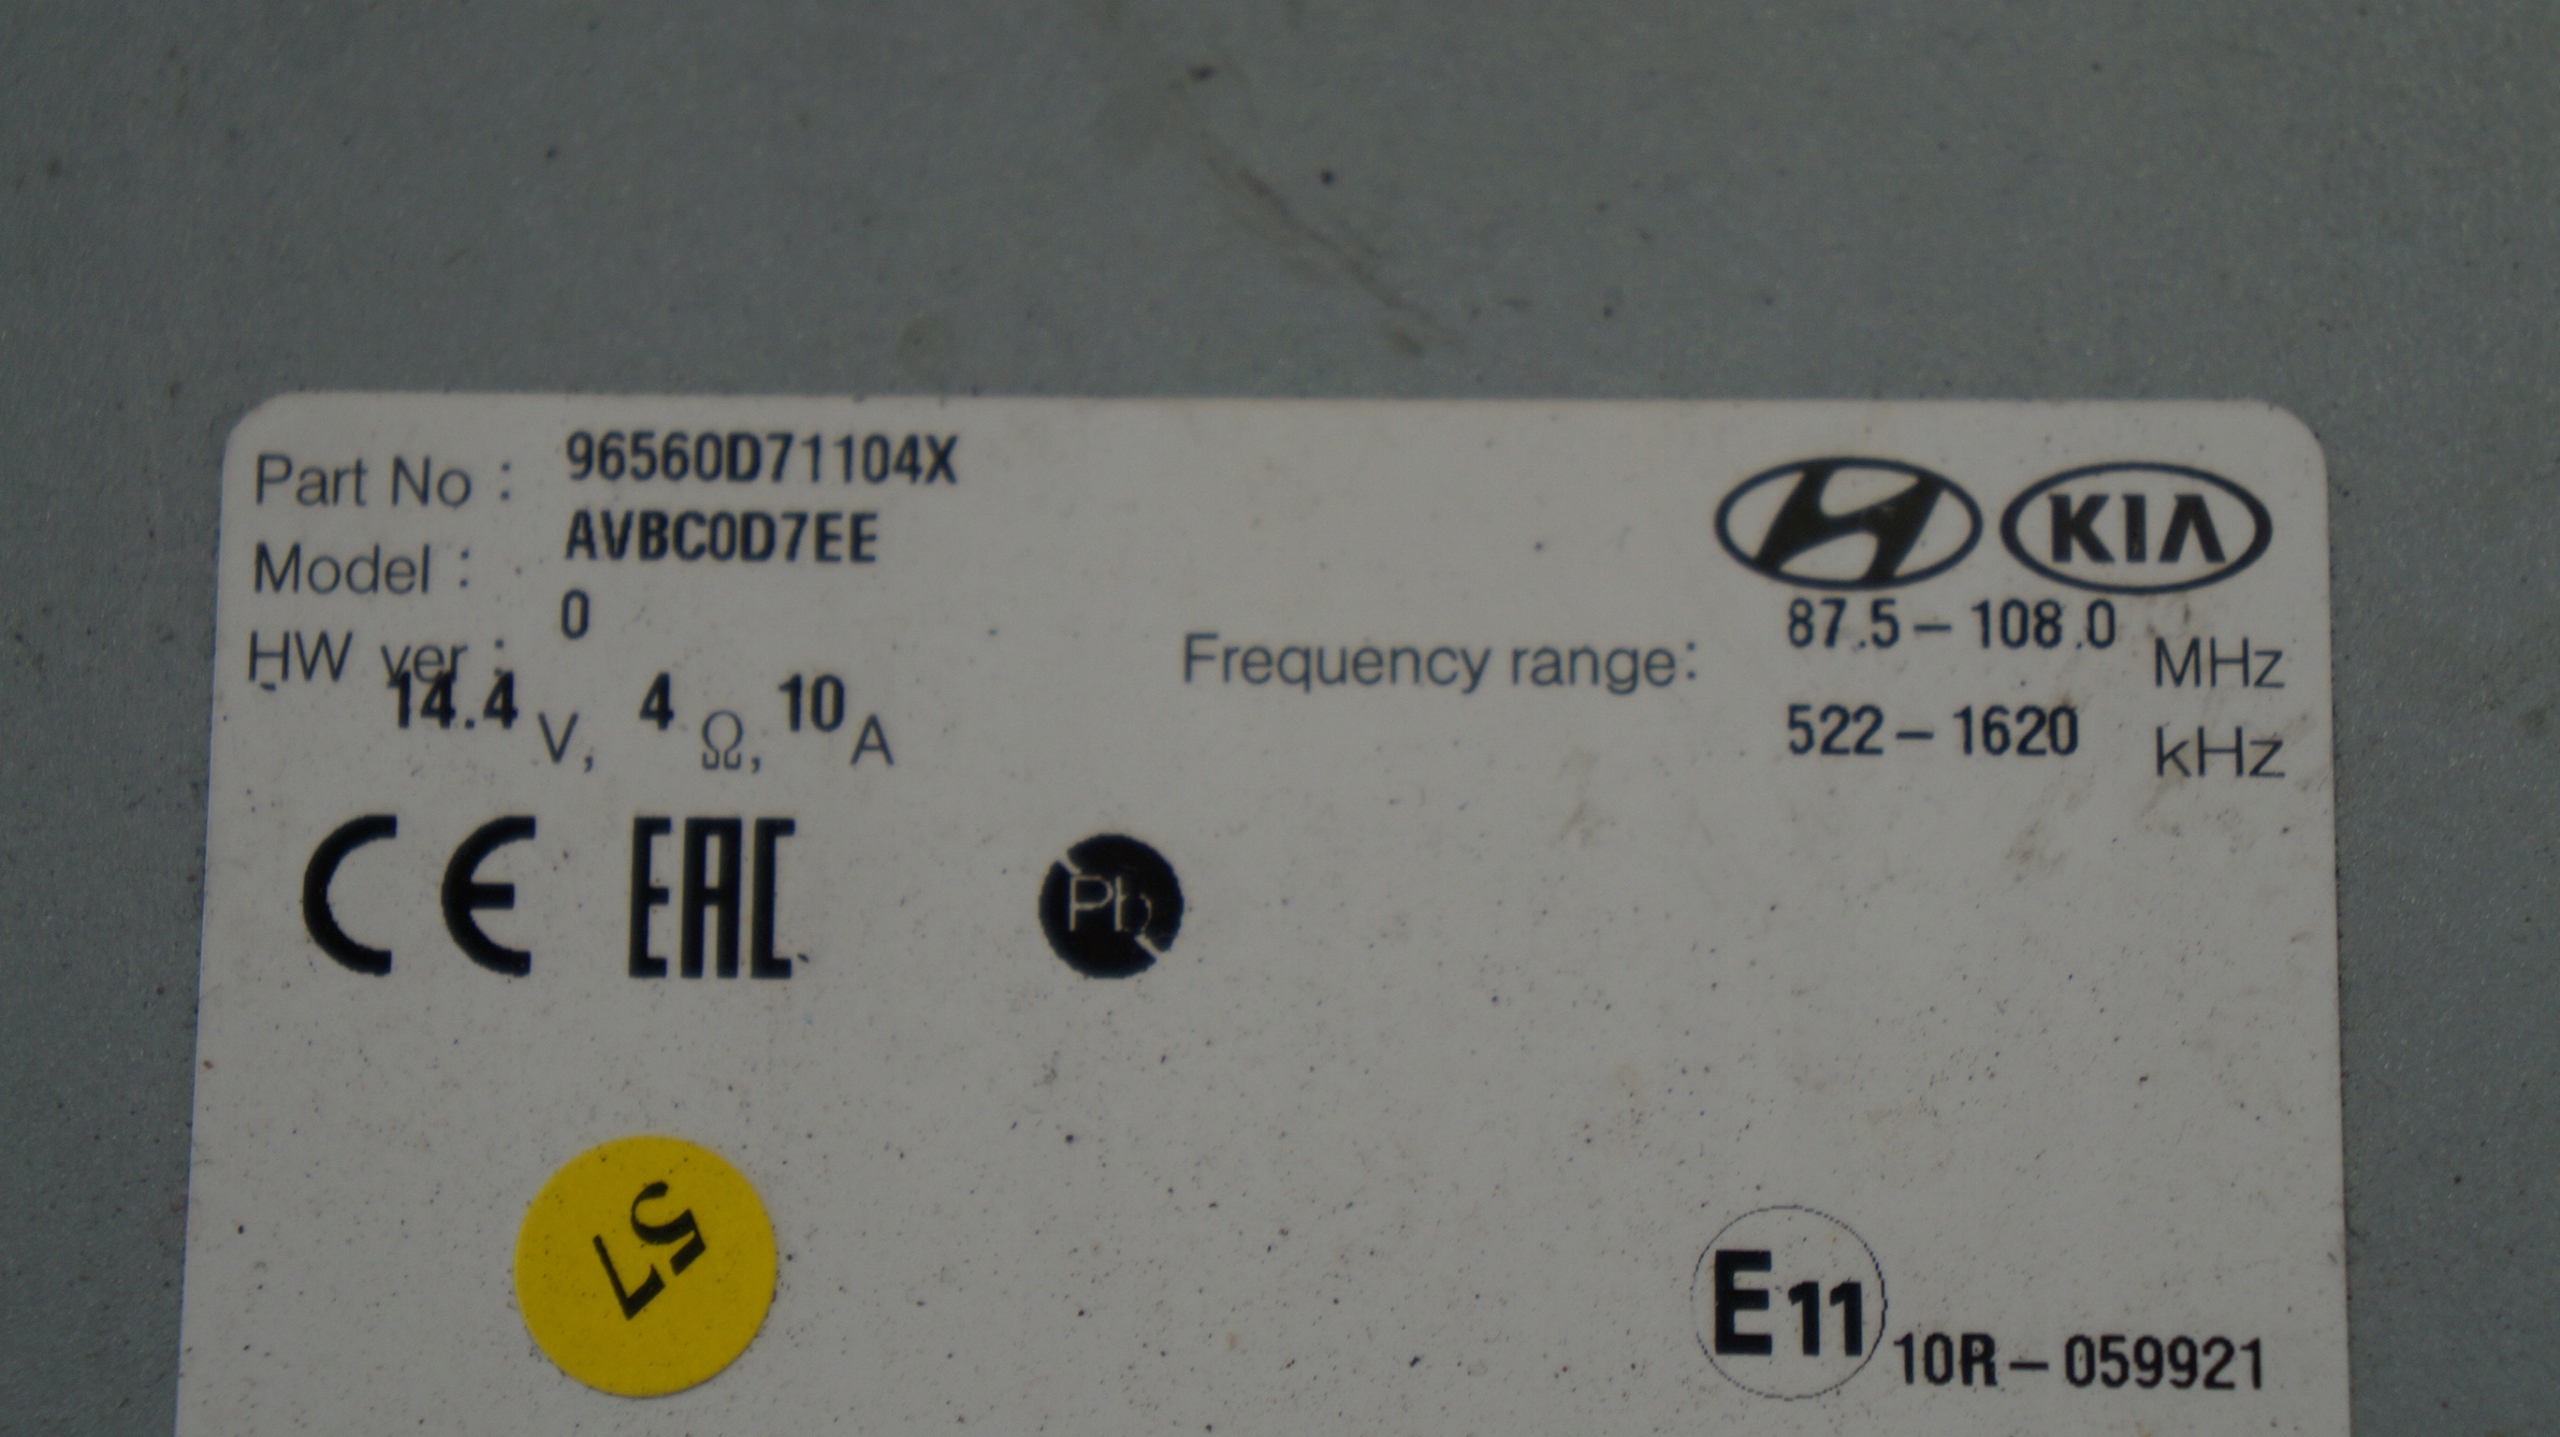 Part No : 96560D71104X
Model : AVBC0D7EE
HW ver : 0
14.4 V, 4 Ω, 10 A
KIA
Frequency range: 87.5 – 108.0 MHz
522 – 1620 kHz
CE EAC Pb
57
E11 10R – 059921